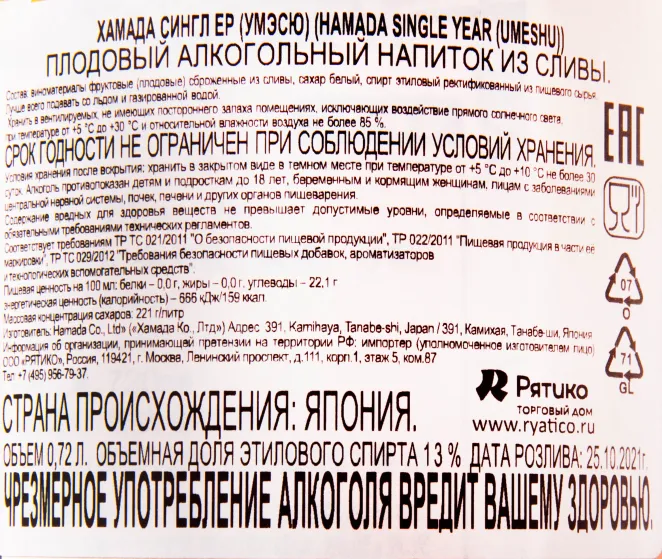 ХАМАДА СИНГЛ ЕР (УМЭСЮ) (HAMADA SINGLE YEAR (UMESHU))
ПЛОДОВЫЙ АЛКОГОЛЬНЫЙ НАПИТОК ИЗ СЛИВЫ.
Состав: виноматериалы фруктовые (плодовые) сброженные из сливы, сахар белый, спирт этиловый ректификованный из пищевого сырья.
Лучше всего подавать со льдом и газированной водой.
Хранить в вентилируемых, не имеющих постороннего запаха помещениях, исключающих воздействие прямого солнечного света,
при температуре от +5 °С до +30 °С и относительной влажности воздуха не более 85 %.
СРОК ГОДНОСТИ НЕ ОГРАНИЧЕН ПРИ СОБЛЮДЕНИИ УСЛОВИЙ ХРАНЕНИЯ.
EAC
Условия хранения после вскрытия: хранить в закрытом виде в темном месте при температуре от +5 °С до +10 °С не более 30
суток. Алкоголь противопоказан детям и подросткам до 18 лет, беременным и кормящим женщинам, лицам с заболеваниями
центральной нервной системы, почек, печени и других органов пищеварения.
Содержание вредных для здоровья веществ не превышает допустимые уровни, определяемые в соответствии с
обязательными требованиями технических регламентов.
Соответствует требованиям ТР ТС 021/2011 "О безопасности пищевой продукции", ТР 022/2011 "Пищевая продукция в части ее
маркировки", ТР ТС 029/2012 "Требования безопасности пищевых добавок, ароматизаторов
и технологических вспомогательных средств".
Пищевая ценность на 100 мл: белки – 0,0 г, жиры – 0,0 г, углеводы – 22,1 г
энергетическая ценность (калорийность) – 666 кДж/159 ккал.
Массовая концентрация сахаров: 221 г/литр
Изготовитель: Hamada Co., Ltd» («Хамада Ко., Лтд») Адрес: 391, Kamihaya, Tanabe-shi, Japan / 391, Камихая, Танабе-ши, Япония
Информация об организации, принимающей претензии на территории РФ: импортер (уполномоченное изготовителем лицо)
ООО «РЯТИКО», Россия, 119421, г. Москва, Ленинский проспект, д.111, корп.1, этаж 5, ком.87
Тел +7 (495) 956-79-37.
07
O
71
GL
Рятико
ТОРГОВЫЙ ДОМ
www.ryatico.ru
СТРАНА ПРОИСХОЖДЕНИЯ: ЯПОНИЯ.
ОБЪЕМ 0,72 Л. ОБЪЕМНАЯ ДОЛЯ ЭТИЛОВОГО СПИРТА 13 % ДАТА РОЗЛИВА: 25.10.2021г.
ЧРЕЗМЕРНОЕ УПОТРЕБЛЕНИЕ АЛКОГОЛЯ ВРЕДИТ ВАШЕМУ ЗДОРОВЬЮ.